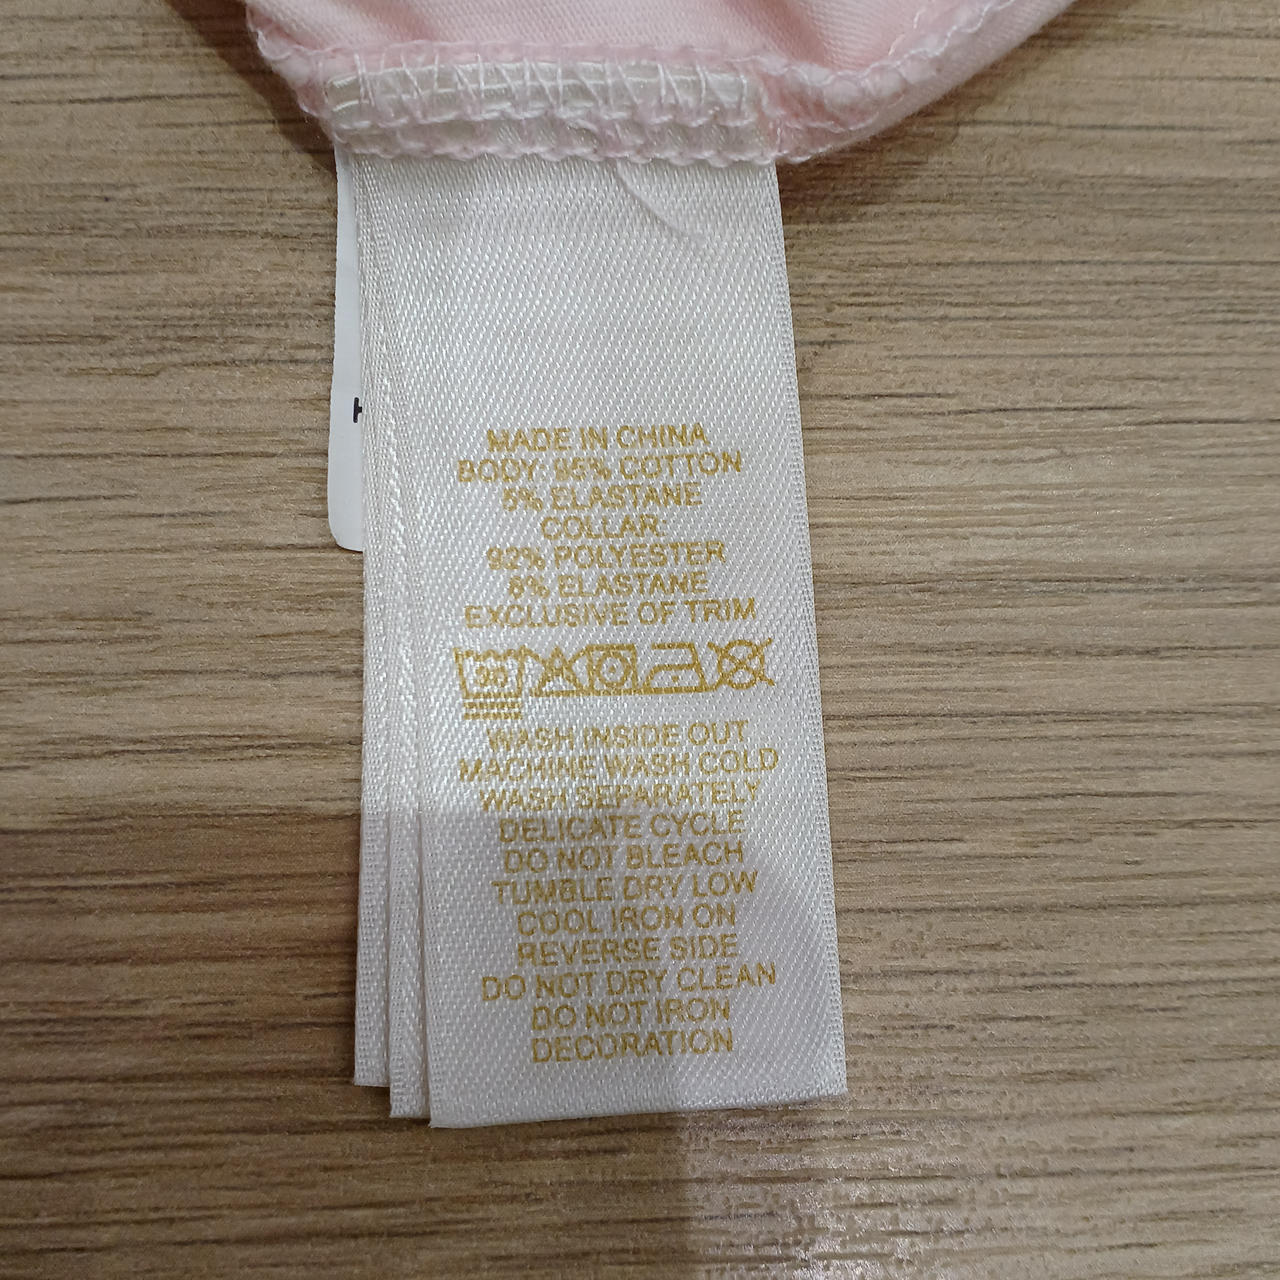 MADE IN CHINA
BODY: 95% COTTON
5% ELASTANE
COLLAR:
92% POLYESTER
8% ELASTANE
EXCLUSIVE OF TRIM
30
WASH INSIDE OUT
MACHINE WASH COLD
WASH SEPARATELY
DELICATE CYCLE
DO NOT BLEACH
TUMBLE DRY LOW
COOL IRON ON
REVERSE SIDE
DO NOT DRY CLEAN
DO NOT IRON
DECORATION